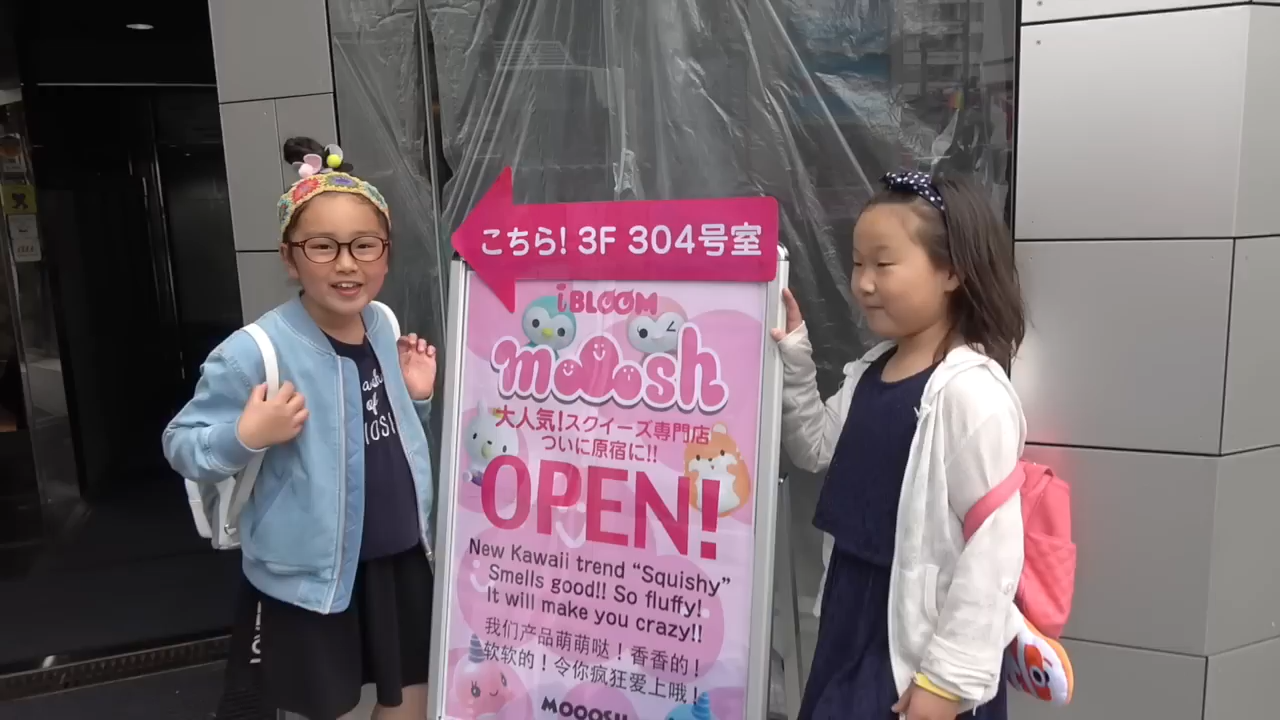 こちら! 3F 304号室
iBLOOM
mooosh
大人気!スクイーズ専門店
ついに原宿に!!
OPEN!
New Kawaii trend “Squishy”
Smells good!! So fluffy!
It will make you crazy!!
我们产品萌萌哒！香香的！
软软的！令你疯狂爱上哦！
MOOOSH
of
LOVE